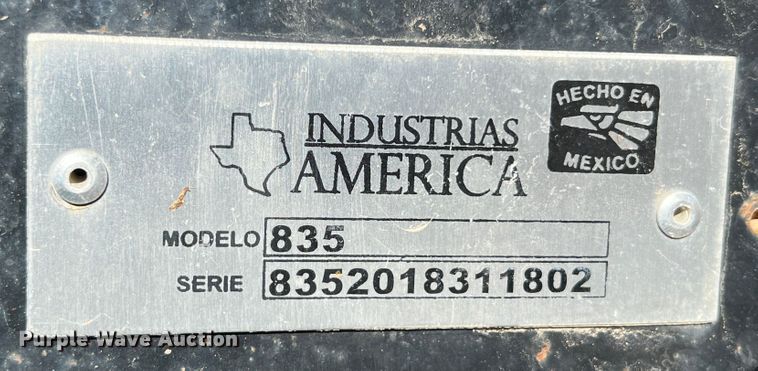 HECHO EN
MEXICO
INDUSTRIAS
AMERICA
MODELO 835
SERIE 8352018311802
Purple Wave Auction